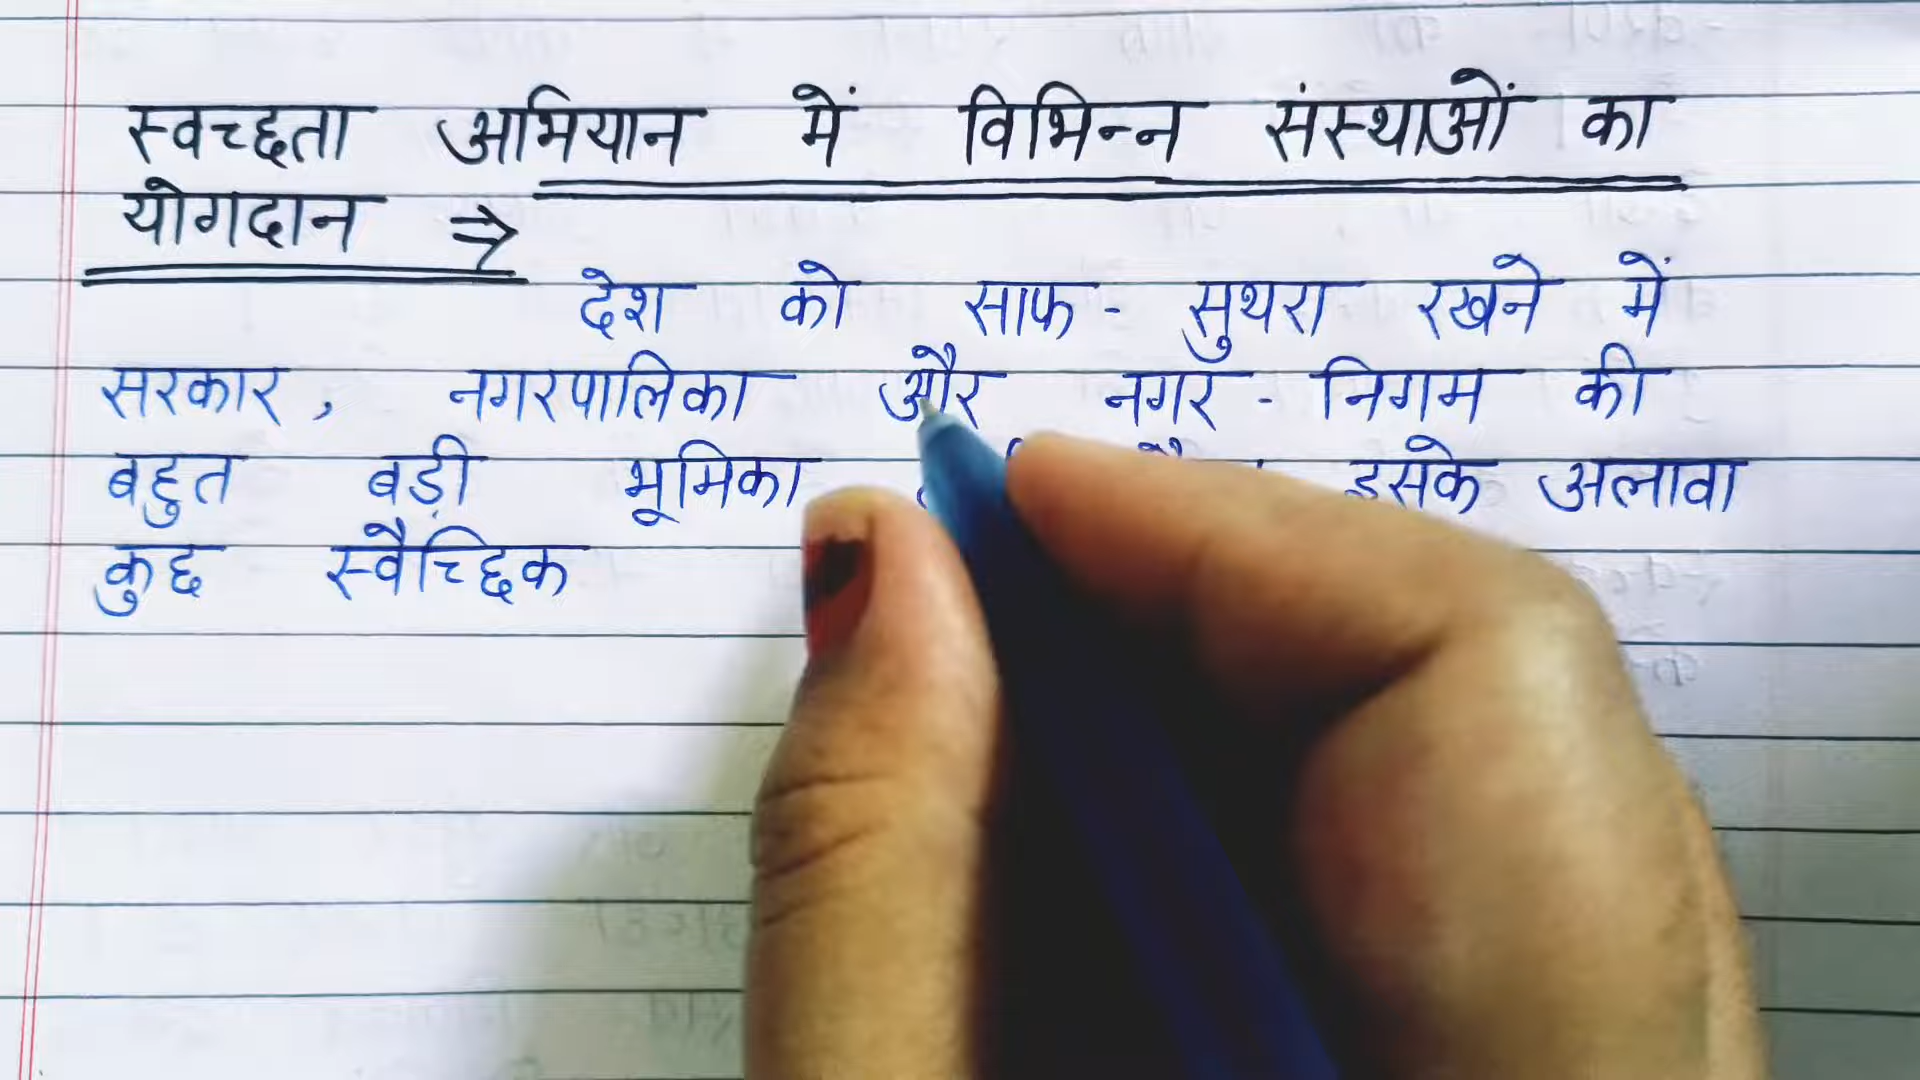 स्वच्छता अभियान में विभिन्न संस्थाओं का
योगदान ⇒
देश को साफ - सुथरा रखने में
सरकार, नगरपालिका और नगर - निगम की
बहुत बड़ी भूमिका इसके अलावा
कुछ स्वैच्छिक